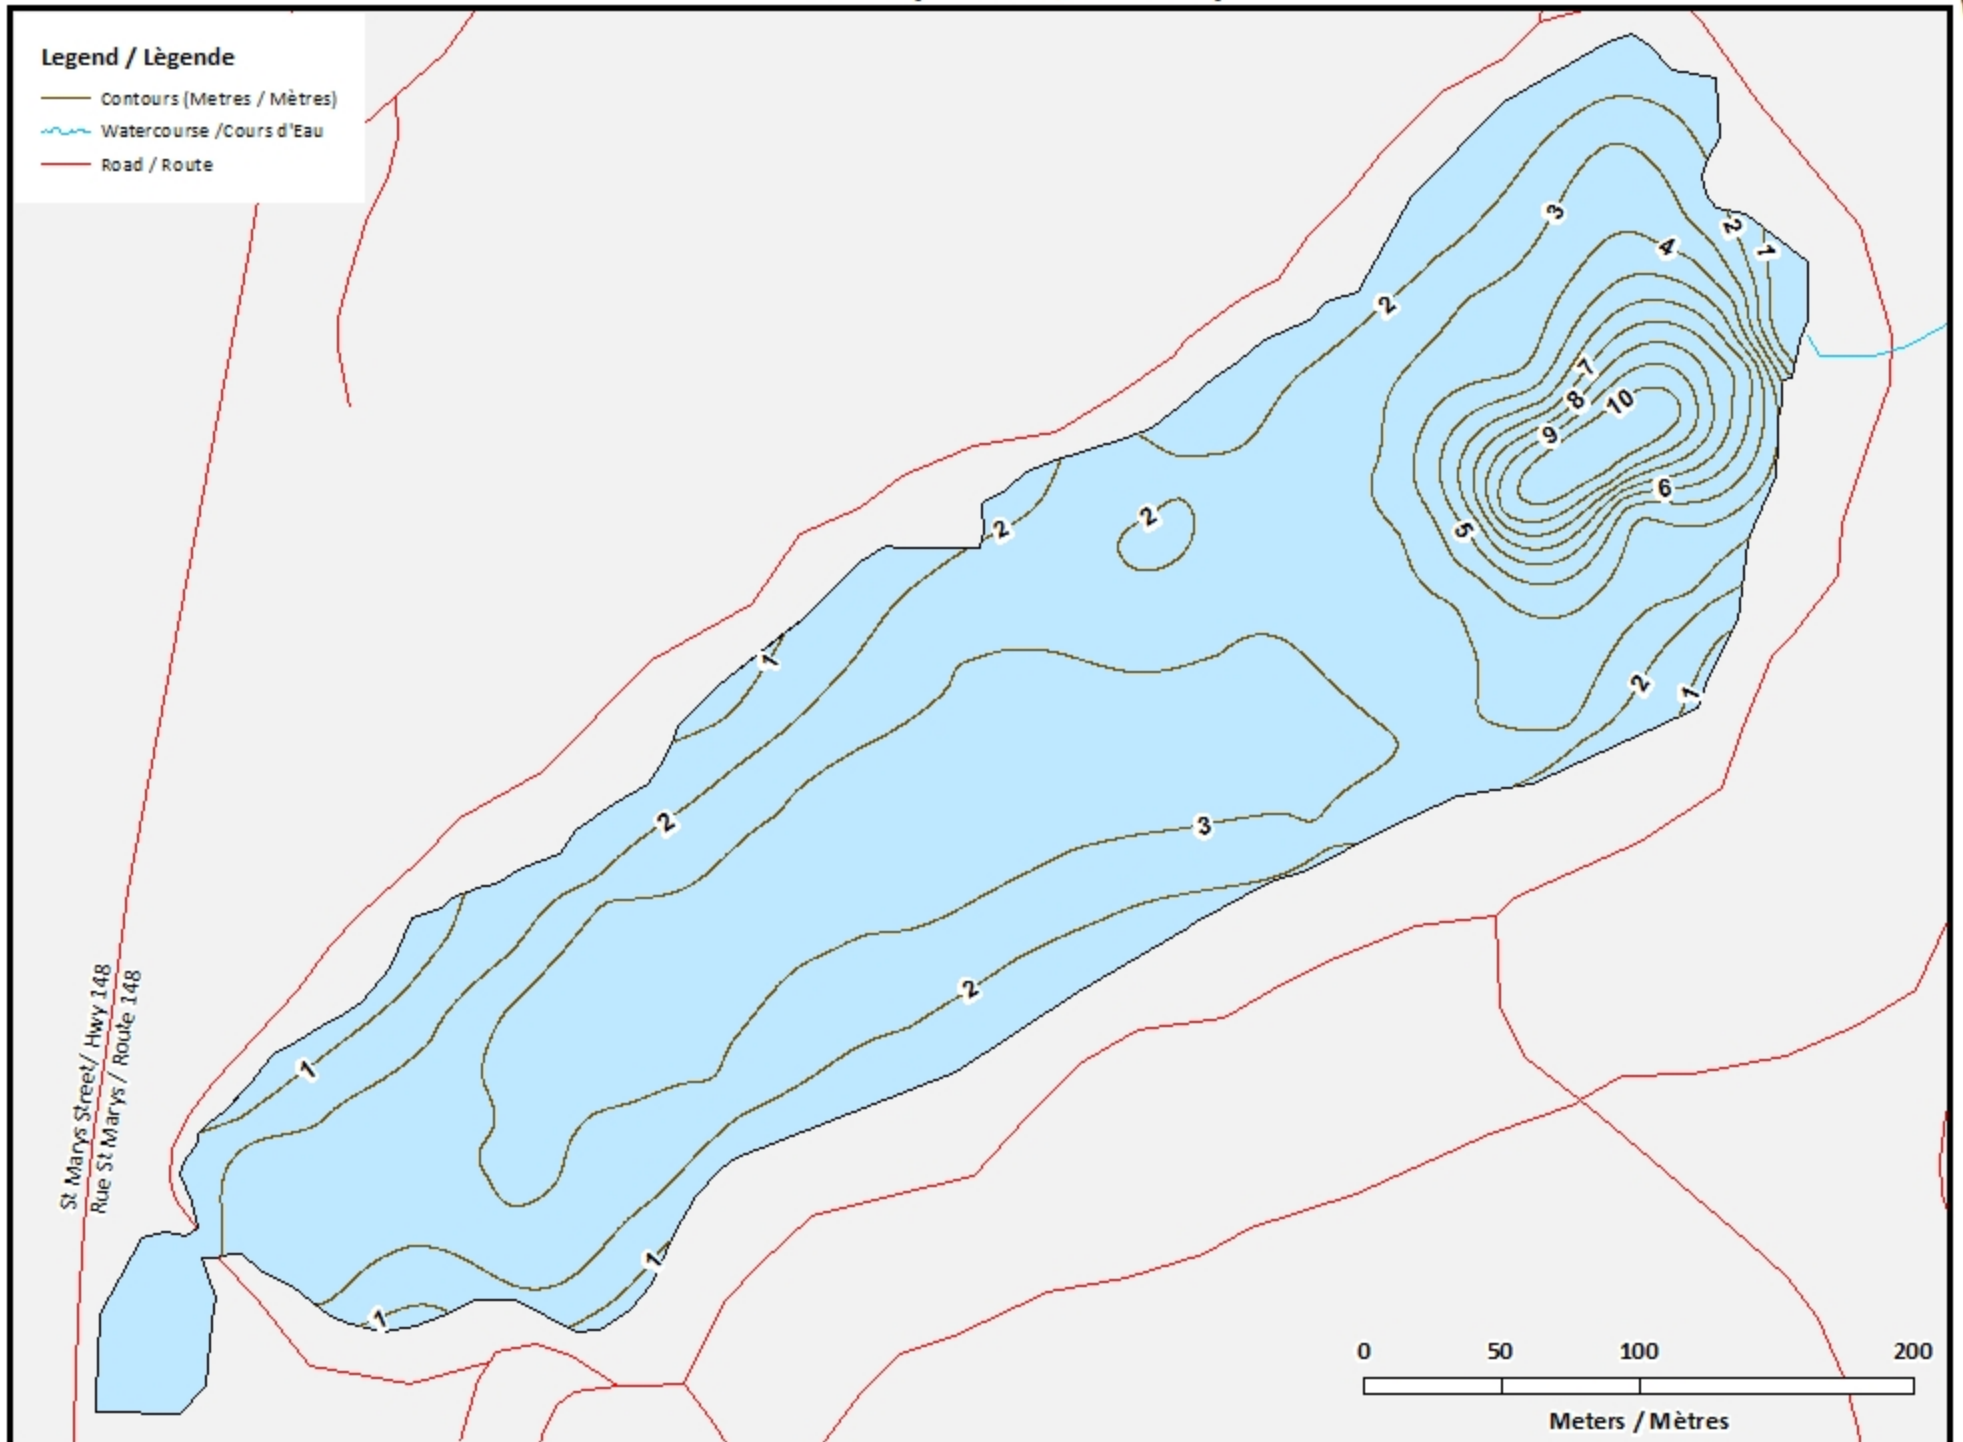 Legend / Lègende
Contours (Metres / Mètres)
Watercourse /Cours d'Eau
Road / Route
3
4
2
1
2
7
8
10
9
2
2
6
5
1
2
1
2
3
2
1
1
1
St Marys Street/ Hwy 148
Rue St Marys / Route 148
0 50 100 200
Meters / Mètres